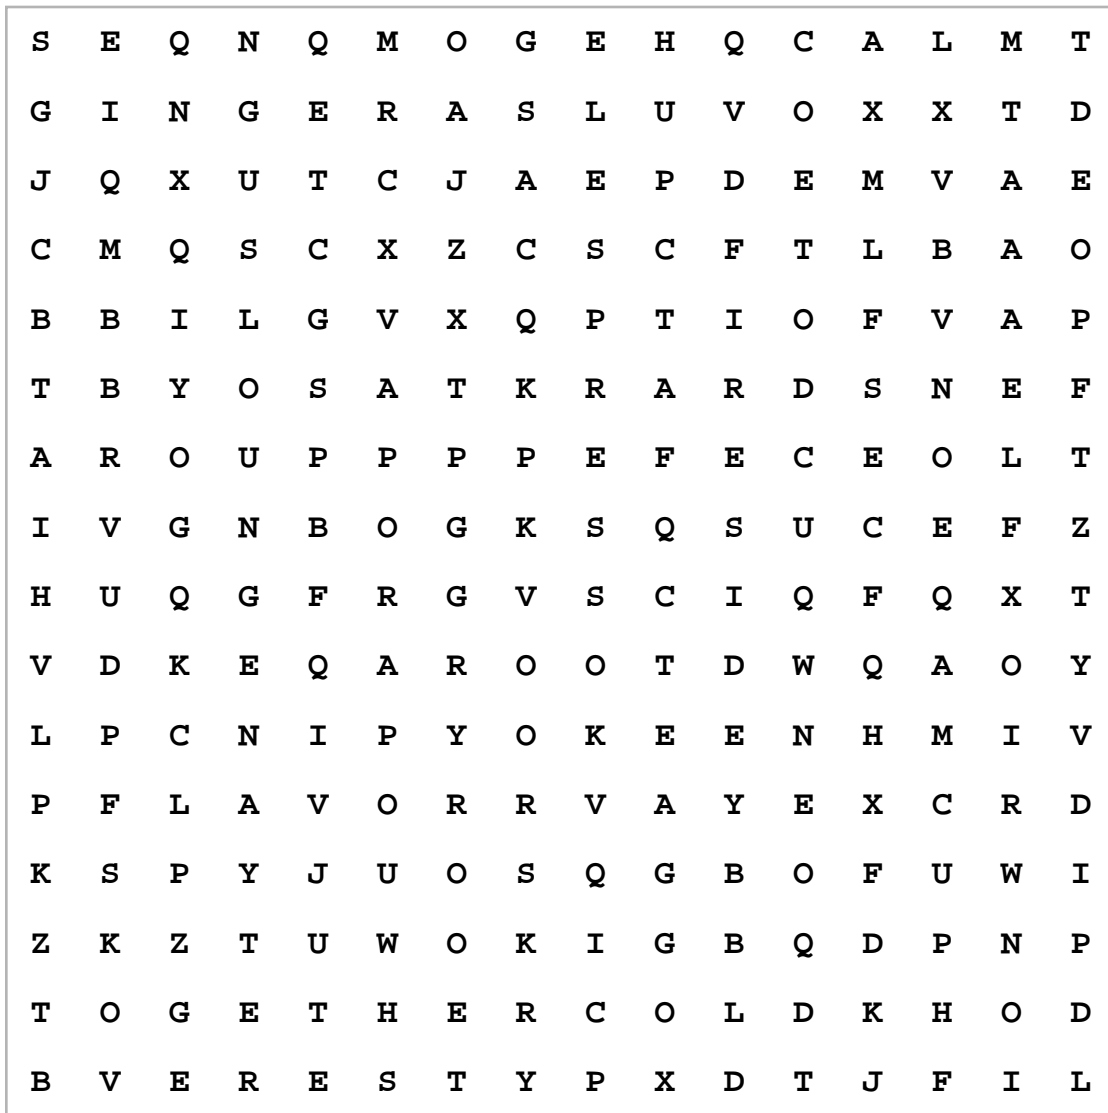 S E Q N Q M O G E H Q C A L M T
G I N G E R A S L U V O X X T D
J Q X U T C J A E P D E M V A E
C M Q S C X Z C S C F T L B A O
B B I L G V X Q P T I O F V A P
T B Y O S A T K R A R D S N E F
A R O U P P P P E F E C E O L T
I V G N B O G K S Q S U C E F Z
H U Q G F R G V S C I Q F Q X T
V D K E Q A R O O T D W Q A O Y
L P C N I P Y O K E E N H M I V
P F L A V O R R V A Y E X C R D
K S P Y J U O S Q G B O F U W I
Z K Z T U W O K I G B Q D P N P
T O G E T H E R C O L D K H O D
B V E R E S T Y P X D T J F I L